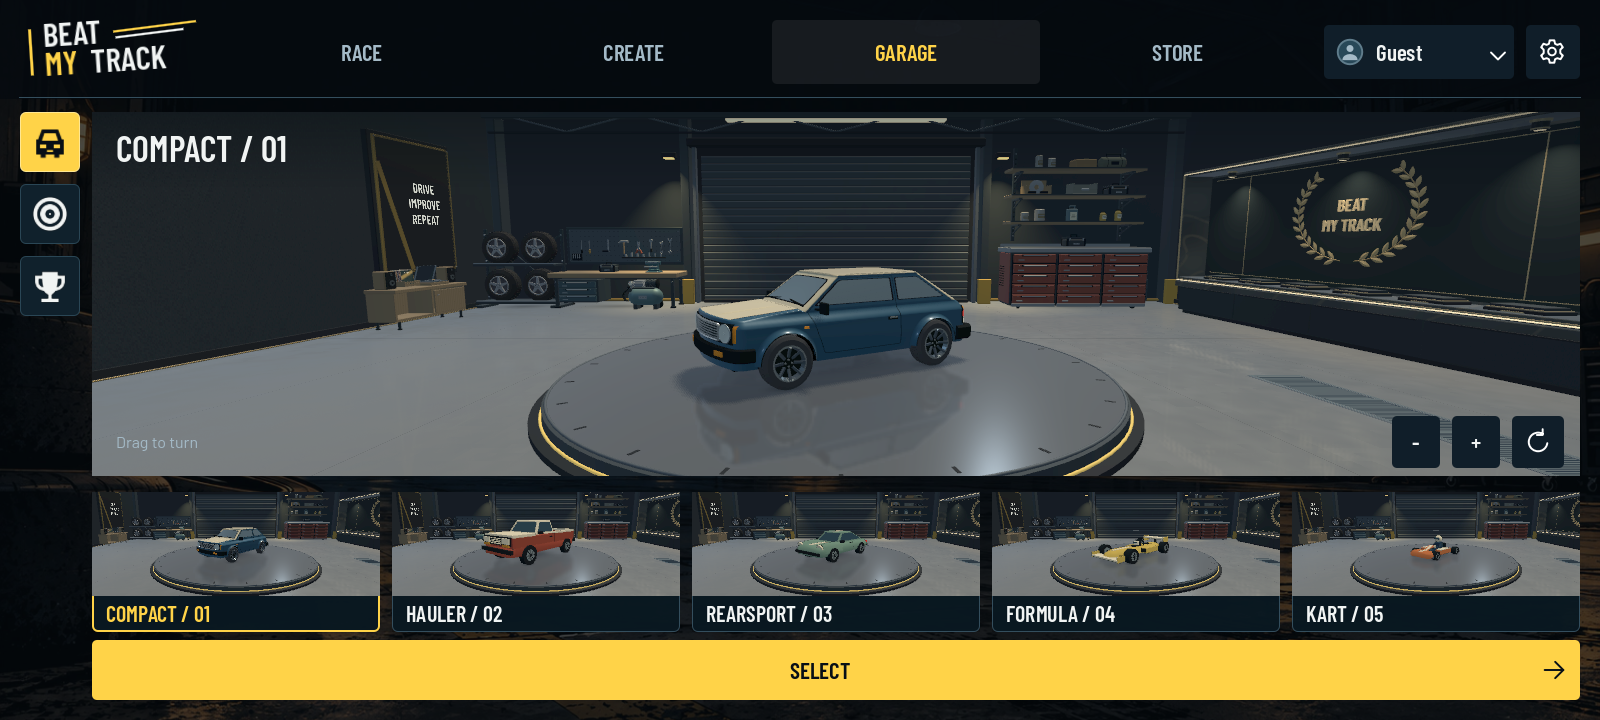 BEAT
MY TRACK
RACE
CREATE
GARAGE
STORE
Guest
COMPACT / 01
DRIVE
IMPROVE
REPEAT
BEAT
MY TRACK
Drag to turn
-
+
COMPACT / 01
HAULER / 02
REARSPORT / 03
FORMULA / 04
KART / 05
SELECT